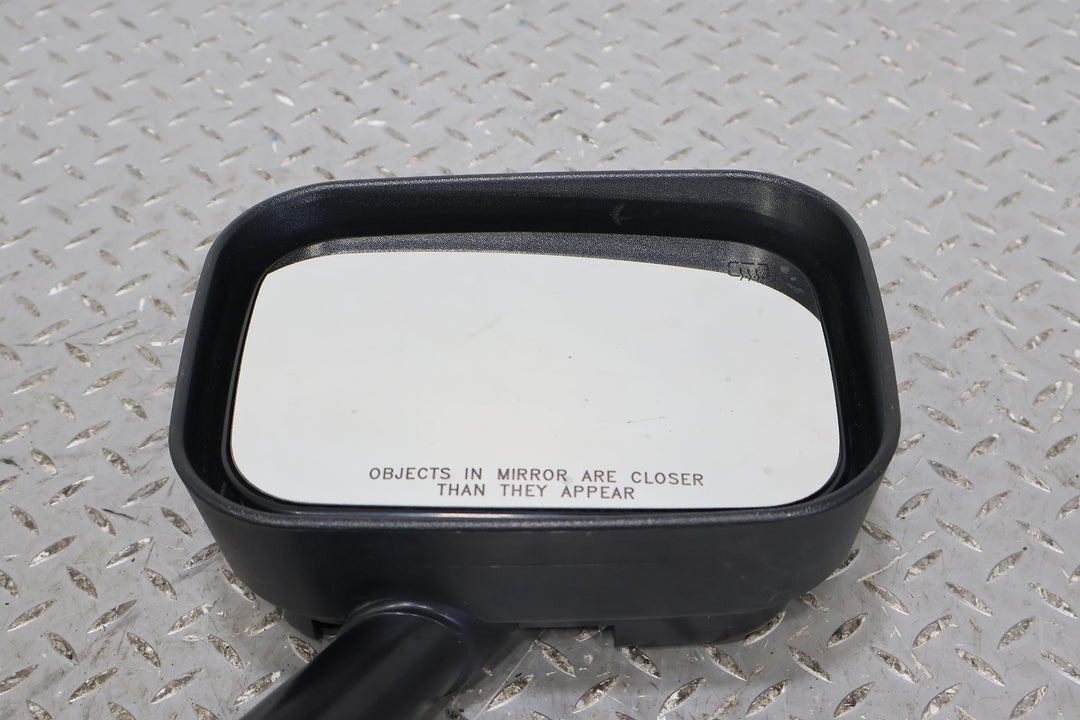 OBJECTS IN MIRROR ARE CLOSER
THAN THEY APPEAR